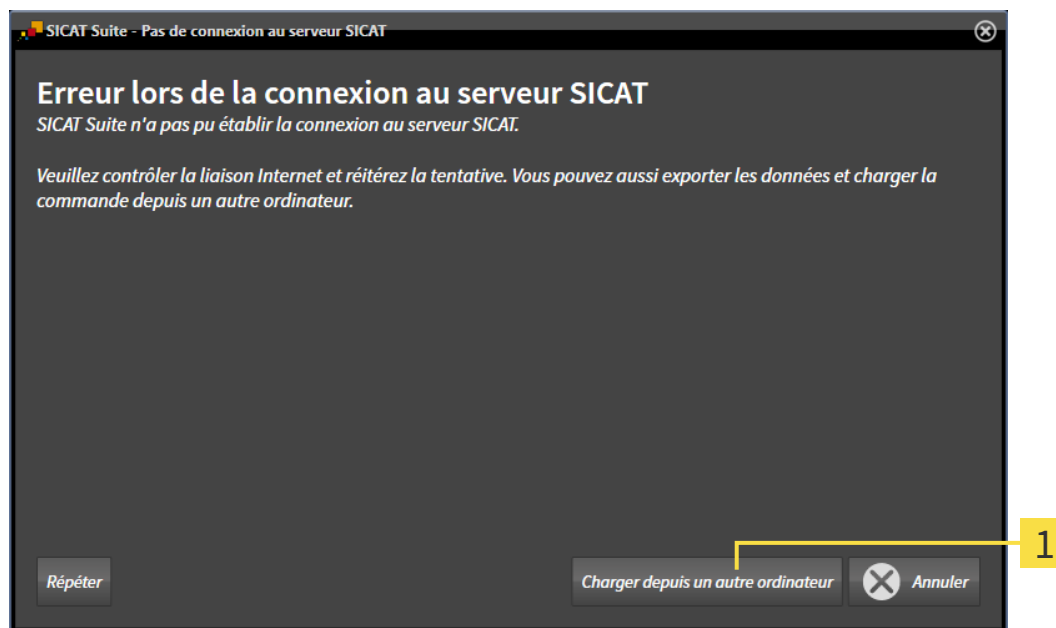 SICAT Suite - Pas de connexion au serveur SICAT
Erreur lors de la connexion au serveur SICAT
SICAT Suite n'a pas pu établir la connexion au serveur SICAT.
Veuillez contrôler la liaison Internet et réitérez la tentative. Vous pouvez aussi exporter les données et charger la
commande depuis un autre ordinateur.
1
Répéter
Charger depuis un autre ordinateur
Annuler